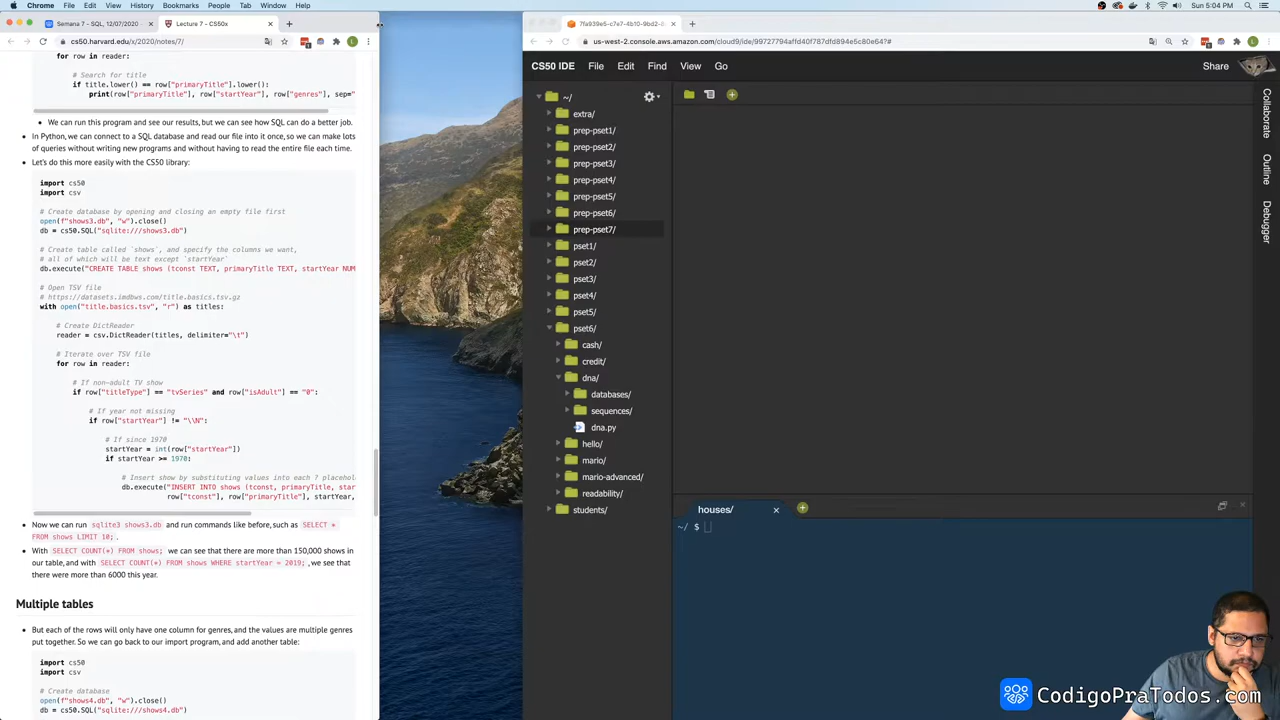 Chrome File Edit View History Bookmarks People Tab Window Help
Sun 5:04 PM
Semana 7 - SQL, 12/07/2020 -
Lecture 7 - CS50x
cs50.harvard.edu/x/2020/notes/7/
for row in reader:
# Search for title
if title.lower() == row["primaryTitle"].lower():
print(row["primaryTitle"], row["startYear"], row["genres"], sep=
We can run this program and see our results, but we can see how SQL can do a better job.
In Python, we can connect to a SQL database and read our file into it once, so we can make lots
of queries without writing new programs and without having to read the entire file each time.
Let's do this more easily with the CS50 library:
import cs50
import csv
# Create database by opening and closing an empty file first
open(f"shows3.db", "w").close()
db = cs50.SQL("sqlite:///shows3.db")
# Create table called `shows`, and specify the columns we want,
# all of which will be text except `startYear`
db.execute("CREATE TABLE shows (tconst TEXT, primaryTitle TEXT, startYear NUM
# Open TSV file
# https://datasets.imdbws.com/title.basics.tsv.gz
with open("title.basics.tsv", "r") as titles:
# Create DictReader
reader = csv.DictReader(titles, delimiter="\t")
# Iterate over TSV file
for row in reader:
# If non-adult TV show
if row["titleType"] == "tvSeries" and row["isAdult"] == "0":
# If year not missing
if row["startYear"] != "\\N":
# If since 1970
startYear = int(row["startYear"])
if startYear >= 1970:
# Insert show by substituting values into each ? placehol
db.execute("INSERT INTO shows (tconst, primaryTitle, star
row["tconst"], row["primaryTitle"], startYear,
Now we can run sqlite3 shows3.db and run commands like before, such as SELECT *
FROM shows LIMIT 10; .
With SELECT COUNT(*) FROM shows; we can see that there are more than 150,000 shows in
our table, and with SELECT COUNT(*) FROM shows WHERE startYear = 2019; , we see that
there were more than 6000 this year.
Multiple tables
But each of the rows will only have one column for genres, and the values are multiple genres
put together. So we can go back to our import program, and add another table:
import cs50
import csv
# Create database
open(f"shows4.db", "w").close()
db = cs50.SQL("sqlite:///shows4.db")
us-west-2.console.aws.amazon.com/cloud9/ide/99727794affd40f787dfd894e5c80e64?#
CS50 IDE File Edit Find View Go
Share
~/
extra/
prep-pset1/
prep-pset2/
prep-pset3/
prep-pset4/
prep-pset5/
prep-pset6/
prep-pset7/
pset1/
pset2/
pset3/
pset4/
pset5/
pset6/
cash/
credit/
dna/
databases/
sequences/
dna.py
hello/
mario/
mario-advanced/
readability/
students/
Collaborate
Outline
Debugger
houses/
~/ $
CodigoPraTodos.com